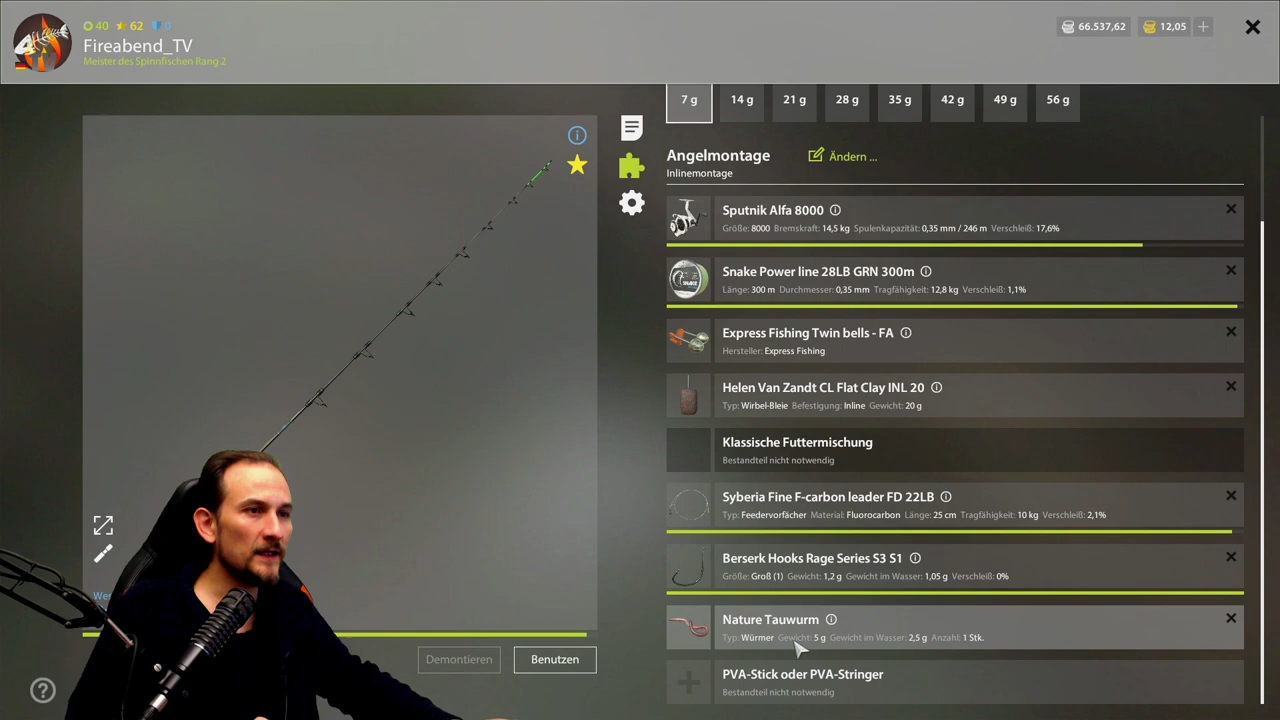 40 62 0
Fireabend_TV
Meister des Spinnfischen Rang 2
66.537,62
12,05
7 g
14 g
21 g
28 g
35 g
42 g
49 g
56 g
Angelmontage
Ändern ...
Inlinemontage
Sputnik Alfa 8000
Größe: 8000 Bremskraft: 14,5 kg Spulenkapazität: 0,35 mm / 246 m Verschleiß: 17,6%
Snake Power line 28LB GRN 300m
Länge: 300 m Durchmesser: 0,35 mm Tragfähigkeit: 12,8 kg Verschleiß: 1,1%
Express Fishing Twin bells - FA
Hersteller: Express Fishing
Helen Van Zandt CL Flat Clay INL 20
Typ: Wirbel-Bleie Befestigung: Inline Gewicht: 20 g
Klassische Futtermischung
Bestandteil nicht notwendig
Syberia Fine F-carbon leader FD 22LB
Typ: Feedervorfächer Material: Fluorocarbon Länge: 25 cm Tragfähigkeit: 10 kg Verschleiß: 2,1%
Berserk Hooks Rage Series S3 S1
Größe: Groß (1) Gewicht: 1,2 g Gewicht im Wasser: 1,05 g Verschleiß: 0%
Nature Tauwurm
Typ: Würmer Gewicht: 5 g Gewicht im Wasser: 2,5 g Anzahl: 1 Stk.
PVA-Stick oder PVA-Stringer
Bestandteil nicht notwendig
Demontieren
Benutzen